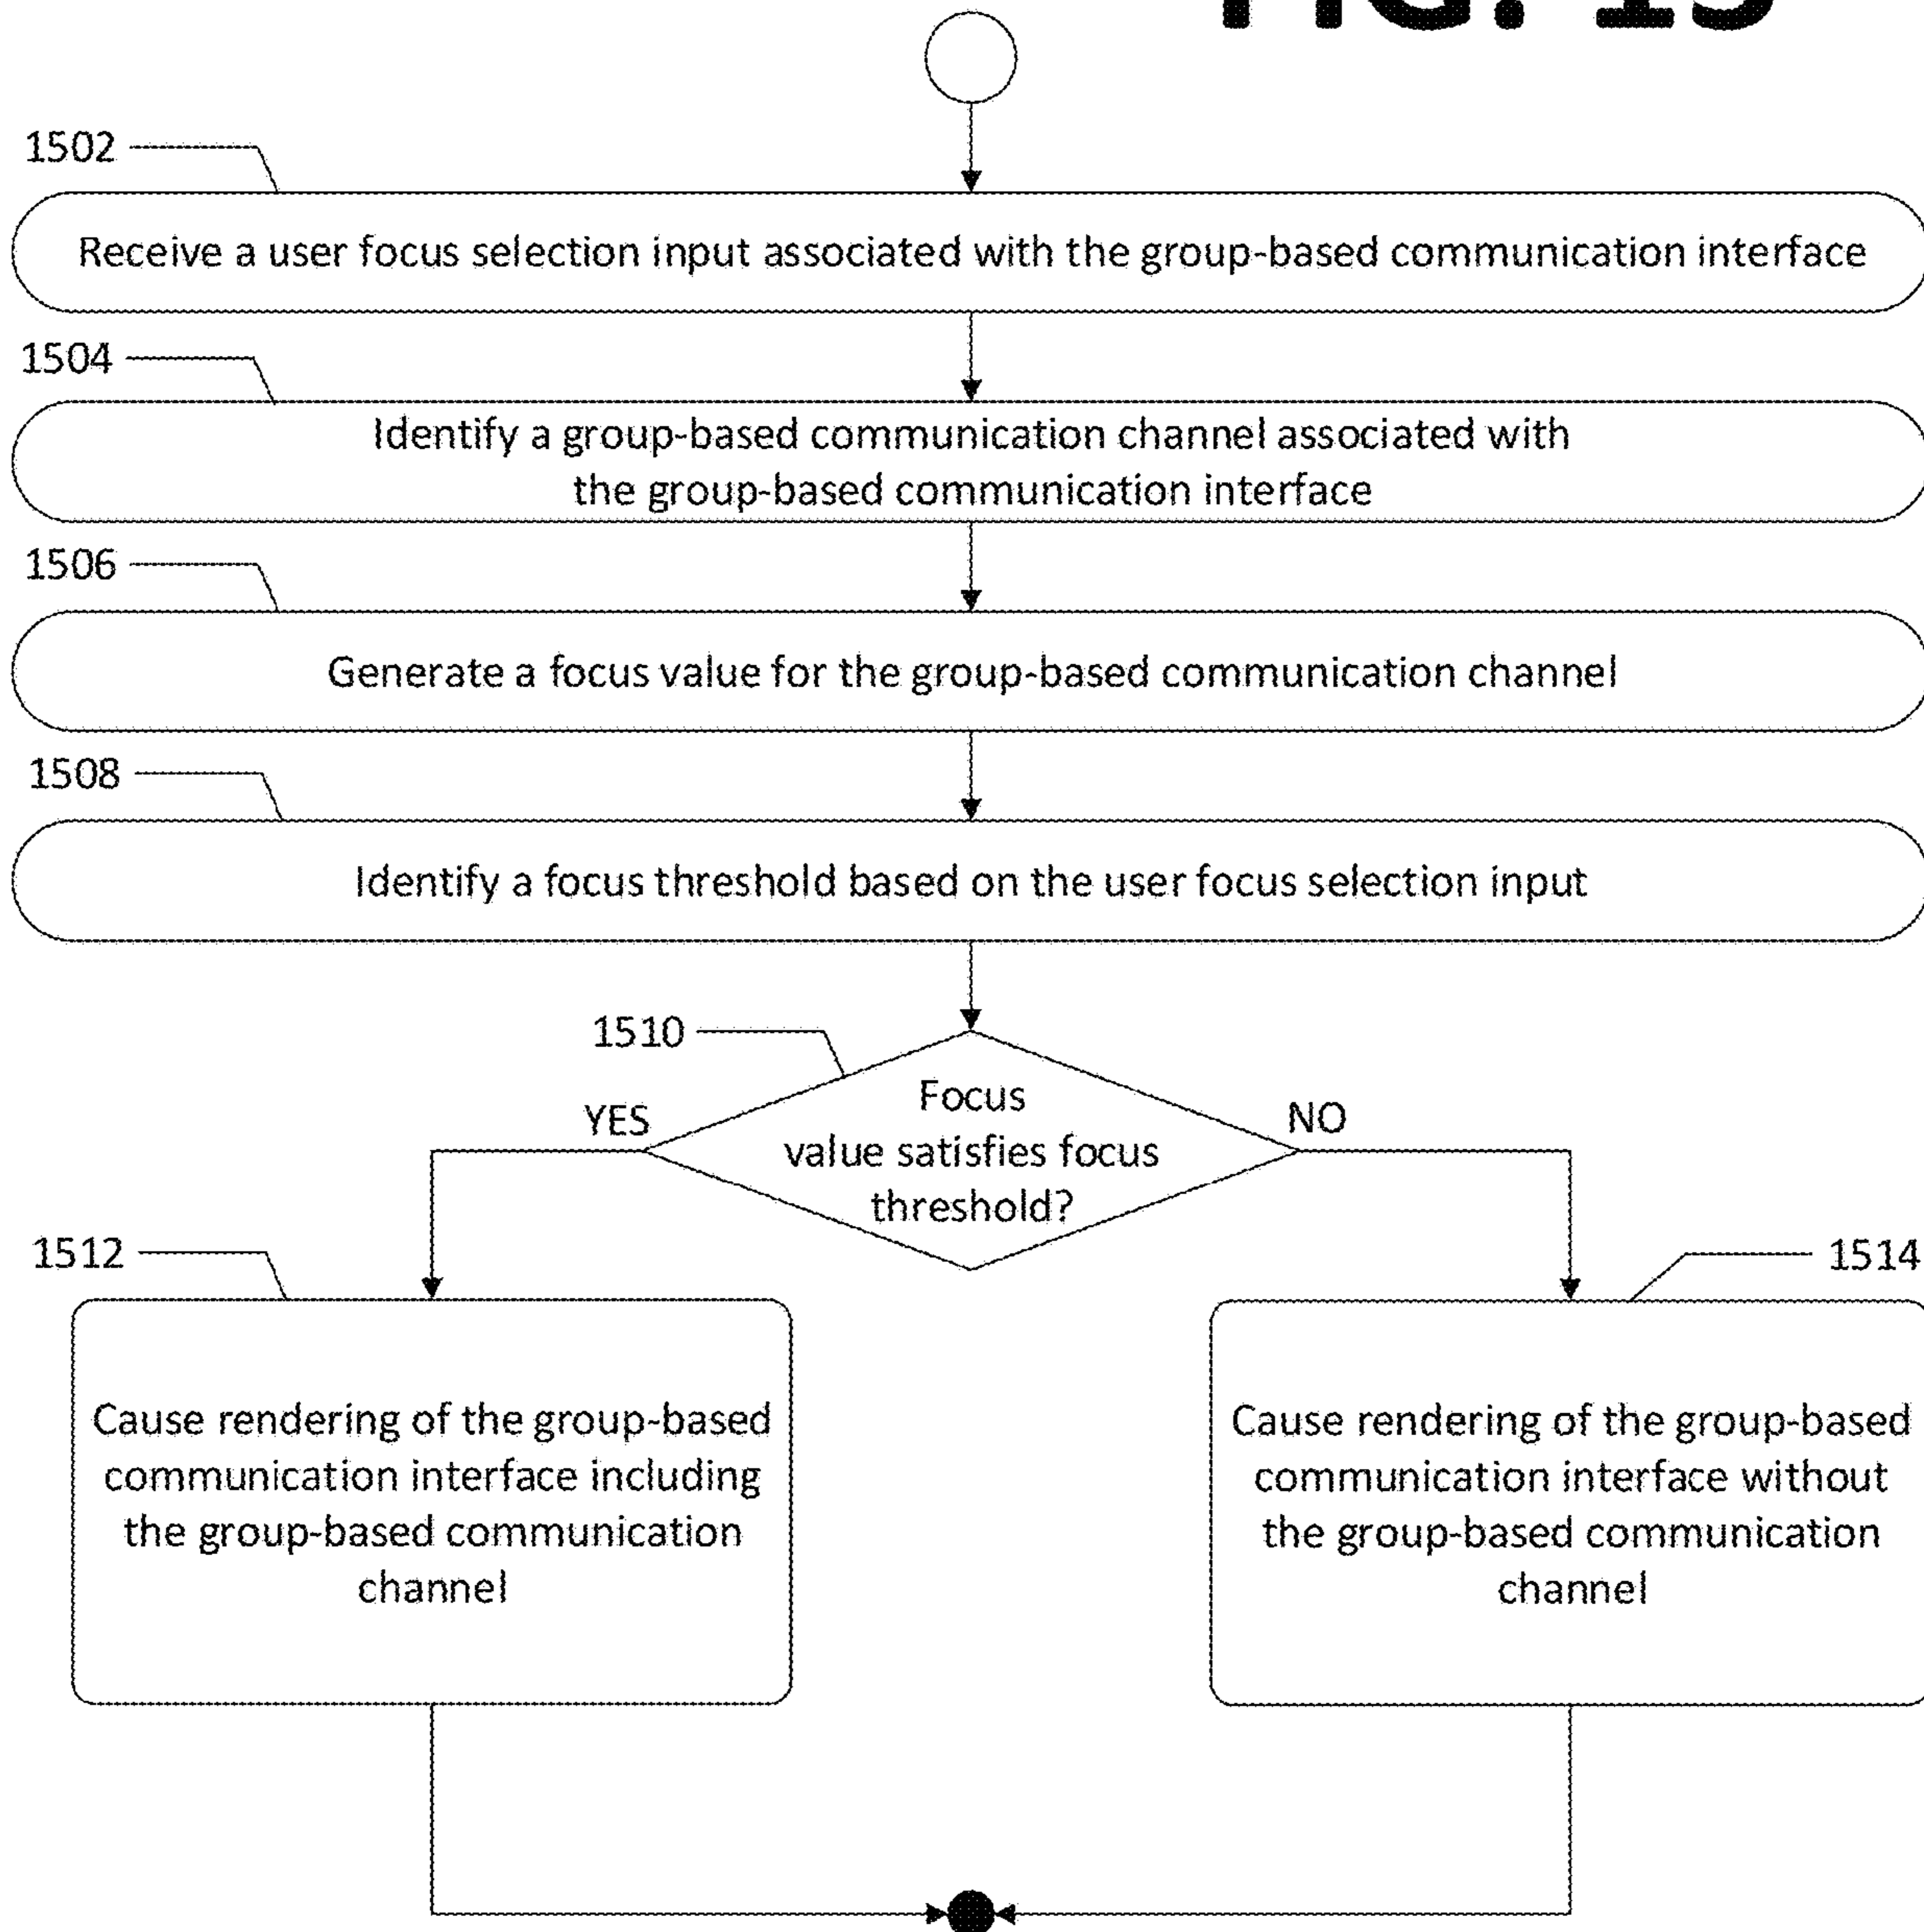 FIG. 15
1502
Receive a user focus selection input associated with the group-based communication interface
1504
Identify a group-based communication channel associated with
the group-based communication interface
1506
Generate a focus value for the group-based communication channel
1508
Identify a focus threshold based on the user focus selection input
1510
Focus
value satisfies focus
threshold?
YES
NO
1512
Cause rendering of the group-based
communication interface including
the group-based communication
channel
1514
Cause rendering of the group-based
communication interface without
the group-based communication
channel